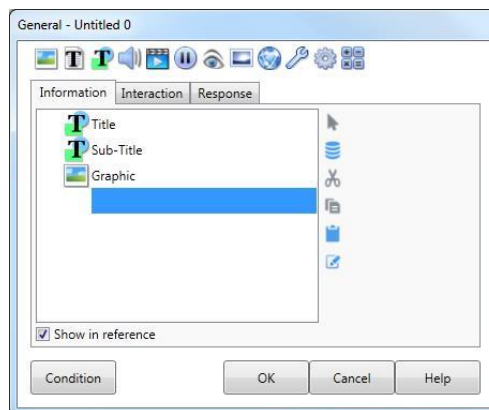 General - Untitled 0
Information Interaction Response
Title
Sub-Title
Graphic
Show in reference
Condition OK Cancel Help